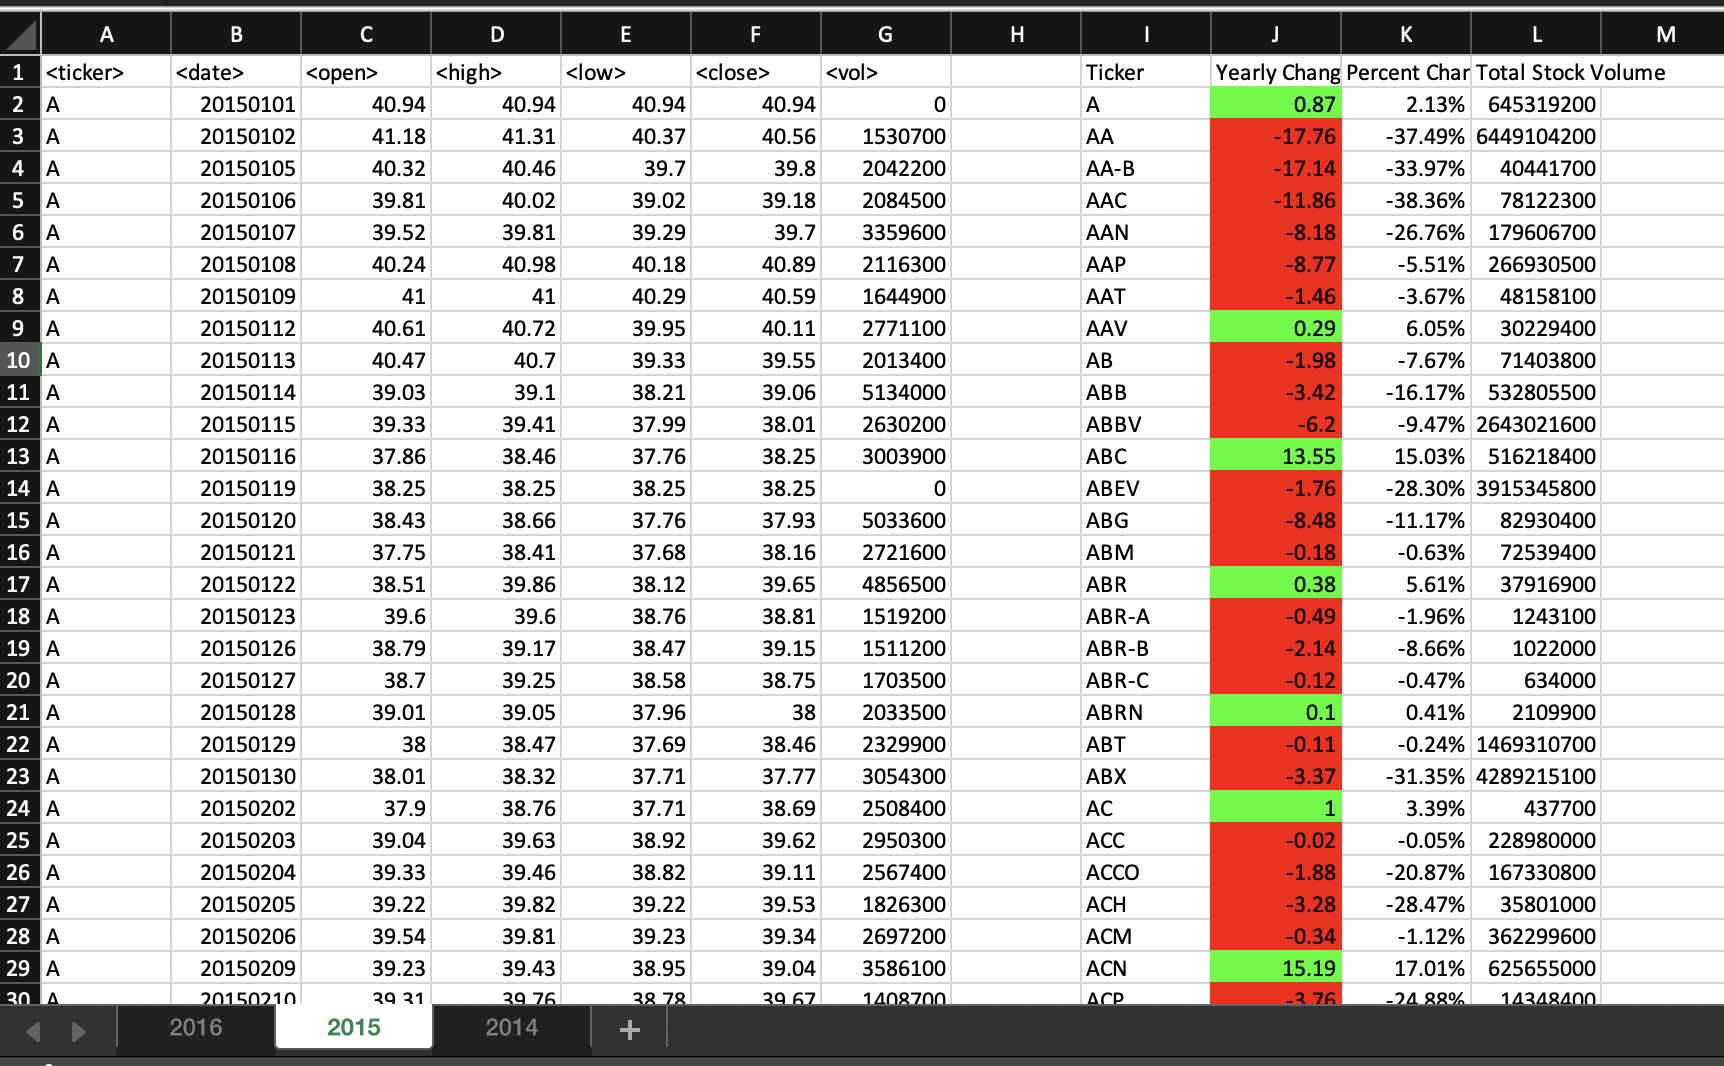 A B C D E F G H I J K L M
1 <ticker> <date> <open> <high> <low> <close> <vol> Ticker Yearly Chang Percent Char Total Stock Volume
2 A 20150101 40.94 40.94 40.94 40.94 0 A 0.87 2.13% 645319200
3 A 20150102 41.18 41.31 40.37 40.56 1530700 AA -17.76 -37.49% 6449104200
4 A 20150105 40.32 40.46 39.7 39.8 2042200 AA-B -17.14 -33.97% 40441700
5 A 20150106 39.81 40.02 39.02 39.18 2084500 AAC -11.86 -38.36% 78122300
6 A 20150107 39.52 39.81 39.29 39.7 3359600 AAN -8.18 -26.76% 179606700
7 A 20150108 40.24 40.98 40.18 40.89 2116300 AAP -8.77 -5.51% 266930500
8 A 20150109 41 41 40.29 40.59 1644900 AAT -1.46 -3.67% 48158100
9 A 20150112 40.61 40.72 39.95 40.11 2771100 AAV 0.29 6.05% 30229400
10 A 20150113 40.47 40.7 39.33 39.55 2013400 AB -1.98 -7.67% 71403800
11 A 20150114 39.03 39.1 38.21 39.06 5134000 ABB -3.42 -16.17% 532805500
12 A 20150115 39.33 39.41 37.99 38.01 2630200 ABBV -6.2 -9.47% 2643021600
13 A 20150116 37.86 38.46 37.76 38.25 3003900 ABC 13.55 15.03% 516218400
14 A 20150119 38.25 38.25 38.25 38.25 0 ABEV -1.76 -28.30% 3915345800
15 A 20150120 38.43 38.66 37.76 37.93 5033600 ABG -8.48 -11.17% 82930400
16 A 20150121 37.75 38.41 37.68 38.16 2721600 ABM -0.18 -0.63% 72539400
17 A 20150122 38.51 39.86 38.12 39.65 4856500 ABR 0.38 5.61% 37916900
18 A 20150123 39.6 39.6 38.76 38.81 1519200 ABR-A -0.49 -1.96% 1243100
19 A 20150126 38.79 39.17 38.47 39.15 1511200 ABR-B -2.14 -8.66% 1022000
20 A 20150127 38.7 39.25 38.58 38.75 1703500 ABR-C -0.12 -0.47% 634000
21 A 20150128 39.01 39.05 37.96 38 2033500 ABRN 0.1 0.41% 2109900
22 A 20150129 38 38.47 37.69 38.46 2329900 ABT -0.11 -0.24% 1469310700
23 A 20150130 38.01 38.32 37.71 37.77 3054300 ABX -3.37 -31.35% 4289215100
24 A 20150202 37.9 38.76 37.71 38.69 2508400 AC 1 3.39% 437700
25 A 20150203 39.04 39.63 38.92 39.62 2950300 ACC -0.02 -0.05% 228980000
26 A 20150204 39.33 39.46 38.82 39.11 2567400 ACCO -1.88 -20.87% 167330800
27 A 20150205 39.22 39.82 39.22 39.53 1826300 ACH -3.28 -28.47% 35801000
28 A 20150206 39.54 39.81 39.23 39.34 2697200 ACM -0.34 -1.12% 362299600
29 A 20150209 39.23 39.43 38.95 39.04 3586100 ACN 15.19 17.01% 625655000
30 A 20150210 39.31 39.76 38.78 39.67 1408700 ACP -3.76 -24.88% 14348400
2016 2015 2014 +